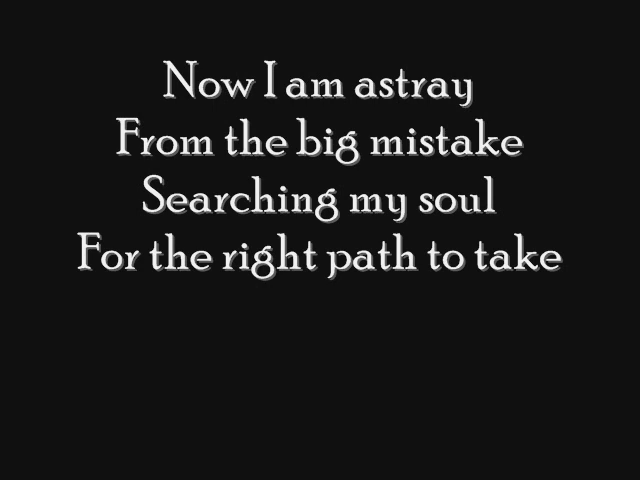 Now I am astray
From the big mistake
Searching my soul
For the right path to take